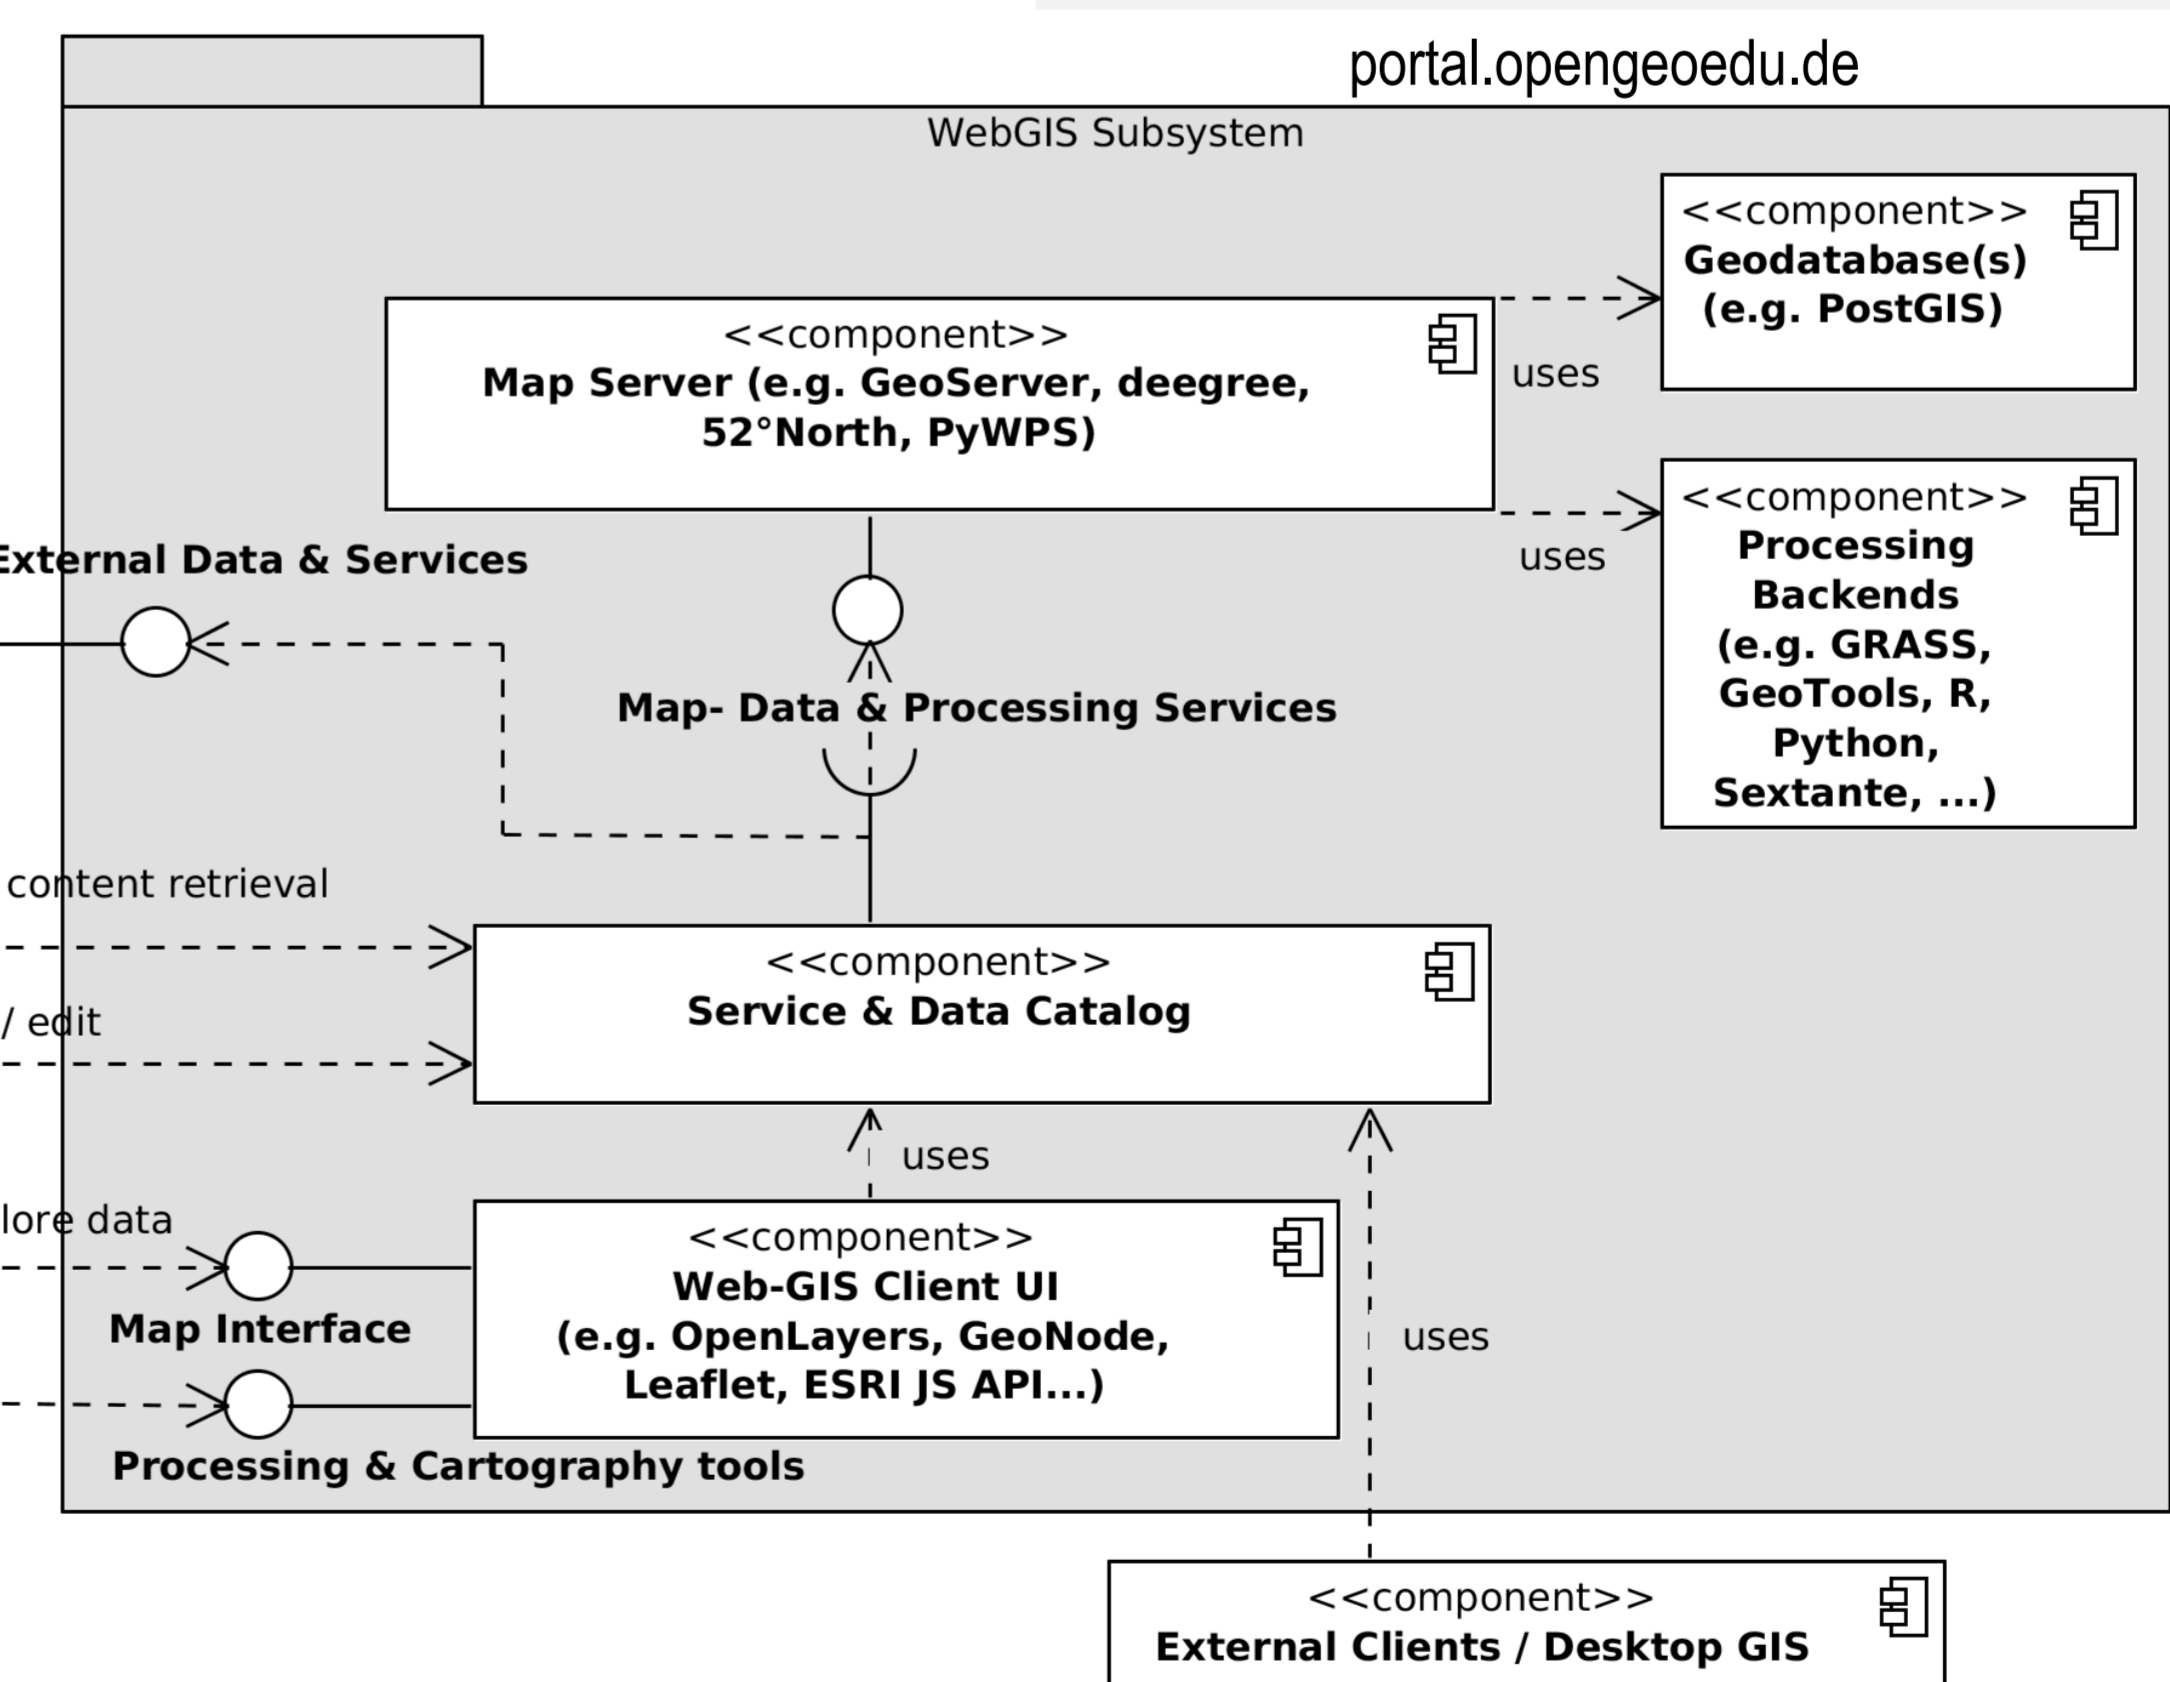 portal.opengeoedu.de
WebGIS Subsystem
<<component>>
Geodatabase(s)
(e.g. PostGIS)
<<component>>
Map Server (e.g. GeoServer, deegree,
52°North, PyWPS)
uses
<<component>>
Processing
Backends
(e.g. GRASS,
GeoTools, R,
Python,
Sextante, ...)
uses
External Data & Services
Map- Data & Processing Services
content retrieval
<<component>>
Service & Data Catalog
/ edit
uses
lore data
<<component>>
Web-GIS Client UI
(e.g. OpenLayers, GeoNode,
Leaflet, ESRI JS API...)
Map Interface
uses
Processing & Cartography tools
<<component>>
External Clients / Desktop GIS